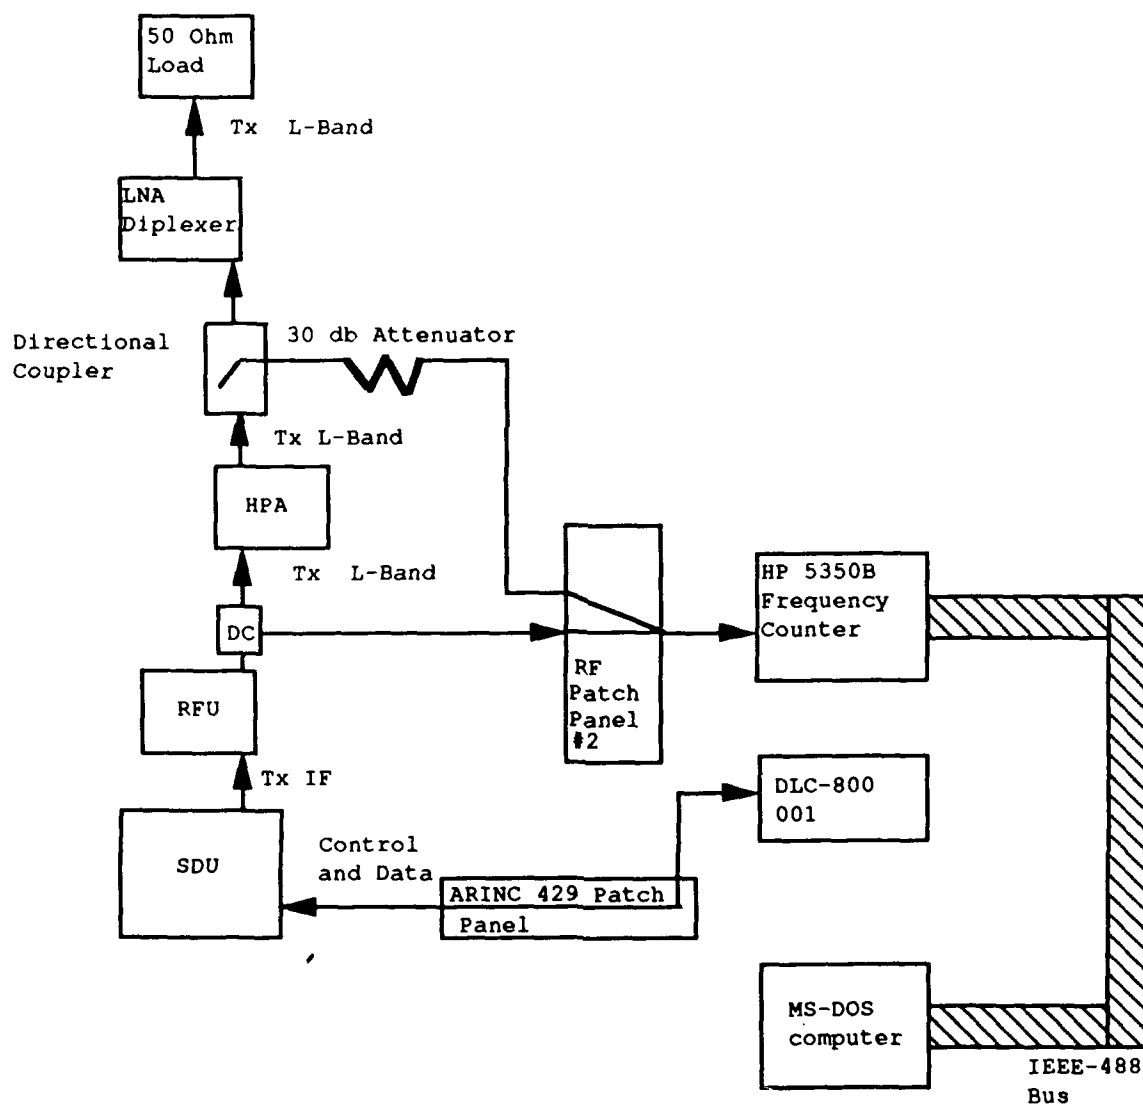 50 Ohm
Load
Tx L-Band
LNA
Diplexer
Directional
Coupler
30 db Attenuator
Tx L-Band
HPA
Tx L-Band
DC
RFU
Tx IF
SDU
Control
and Data
ARINC 429 Patch
Panel
RF
Patch
Panel
#2
HP 5350B
Frequency
Counter
DLC-800
001
MS-DOS
computer
IEEE-488
Bus